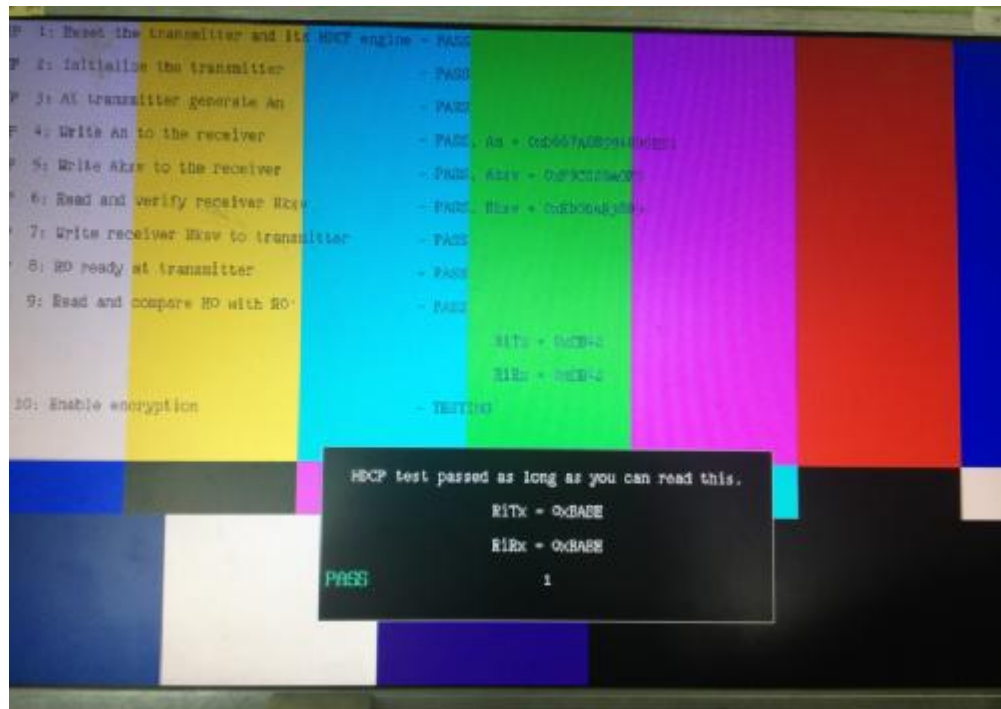 1: Reset the transmitter and its HDCP engine - PASS
2: Initialize the transmitter - PASS
3: At transmitter generate An - PASS
4: Write An to the receiver - PASS, An =
5: Write Aksv to the receiver - PASS, Aksv =
6: Read and verify receiver Bksv - PASS, Bksv =
7: Write receiver Bksv to transmitter - PASS
8: R0 ready at transmitter - PASS
9: Read and compare R0 with R0' - PASS
RiTx =
RiRx =
10: Enable encryption - TESTING
HDCP test passed as long as you can read this.
RiTx = 0xBABE
RiRx = 0xBABE
PASS 1